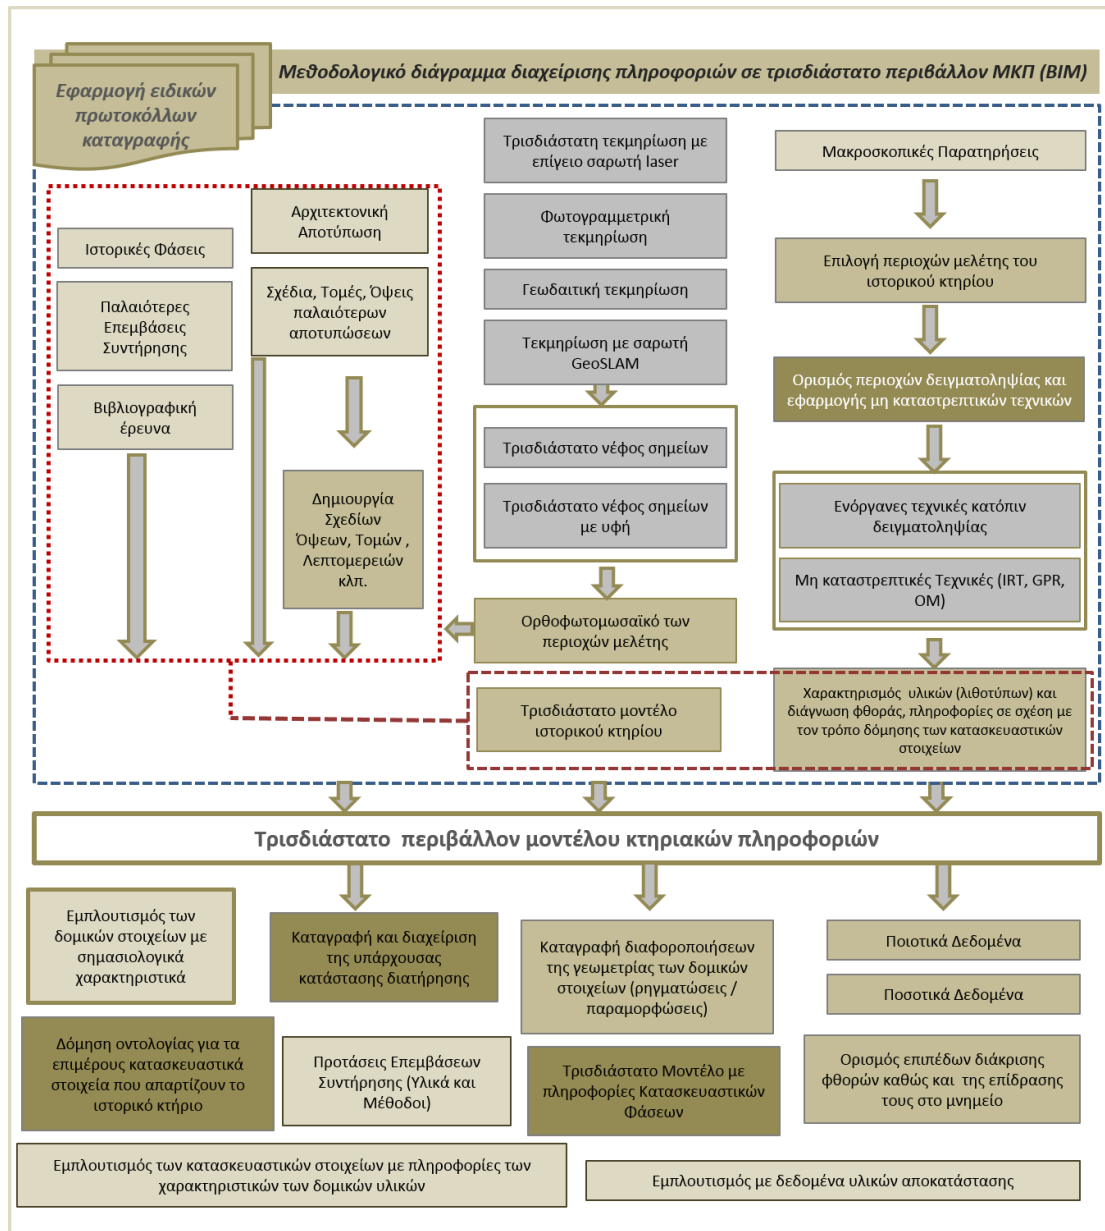 Μεθοδολογικό διάγραμμα διαχείρισης πληροφοριών σε τρισδιάστατο περιβάλλον ΜΚΠ (BIM)
Εφαρμογή ειδικών
πρωτοκόλλων
καταγραφής
Ιστορικές Φάσεις
Παλαιότερες
Επεμβάσεις
Συντήρησης
Βιβλιογραφική
έρευνα
Αρχιτεκτονική
Αποτύπωση
Σχέδια, Τομές, Όψεις
παλαιότερων
αποτυπώσεων
Δημιουργία
Σχεδίων
Όψεων, Τομών ,
Λεπτομερειών
κλπ.
Τρισδιάστατη τεκμηρίωση με
επίγειο σαρωτή laser
Φωτογραμμετρική
τεκμηρίωση
Γεωδαιτική τεκμηρίωση
Τεκμηρίωση με σαρωτή
GeoSLAM
Τρισδιάστατο νέφος σημείων
Τρισδιάστατο νέφος σημείων
με υφή
Ορθοφωτομωσαϊκό των
περιοχών μελέτης
Τρισδιάστατο μοντέλο
ιστορικού κτηρίου
Μακροσκοπικές Παρατηρήσεις
Επιλογή περιοχών μελέτης του
ιστορικού κτηρίου
Ορισμός περιοχών δειγματοληψίας και
εφαρμογής μη καταστρεπτικών τεχνικών
Ενόργανες τεχνικές κατόπιν
δειγματοληψίας
Μη καταστρεπτικές Τεχνικές (IRT, GPR,
OM)
Χαρακτηρισμός  υλικών (λιθοτύπων) και
διάγνωση φθοράς, πληροφορίες σε σχέση με
τον τρόπο δόμησης των κατασκευαστικών
στοιχείων
Τρισδιάστατο  περιβάλλον μοντέλου κτηριακών πληροφοριών
Εμπλουτισμός των
δομικών στοιχείων με
σημασιολογικά
χαρακτηριστικά
Δόμηση οντολογίας για τα
επιμέρους κατασκευαστικά
στοιχεία που απαρτίζουν το
ιστορικό κτήριο
Καταγραφή και διαχείριση
της υπάρχουσας
κατάστασης διατήρησης
Προτάσεις Επεμβάσεων
Συντήρησης (Υλικά και
Μέθοδοι)
Καταγραφή διαφοροποιήσεων
της γεωμετρίας των δομικών
στοιχείων (ρηγματώσεις /
παραμορφώσεις)
Τρισδιάστατο Μοντέλο με
πληροφορίες Κατασκευαστικών
Φάσεων
Ποιοτικά Δεδομένα
Ποσοτικά Δεδομένα
Ορισμός επιπέδων διάκρισης
φθορών καθώς και  της επίδρασης
τους στο μνημείο
Εμπλουτισμός των κατασκευαστικών στοιχείων με πληροφορίες των
χαρακτηριστικών των δομικών υλικών
Εμπλουτισμός με δεδομένα υλικών αποκατάστασης